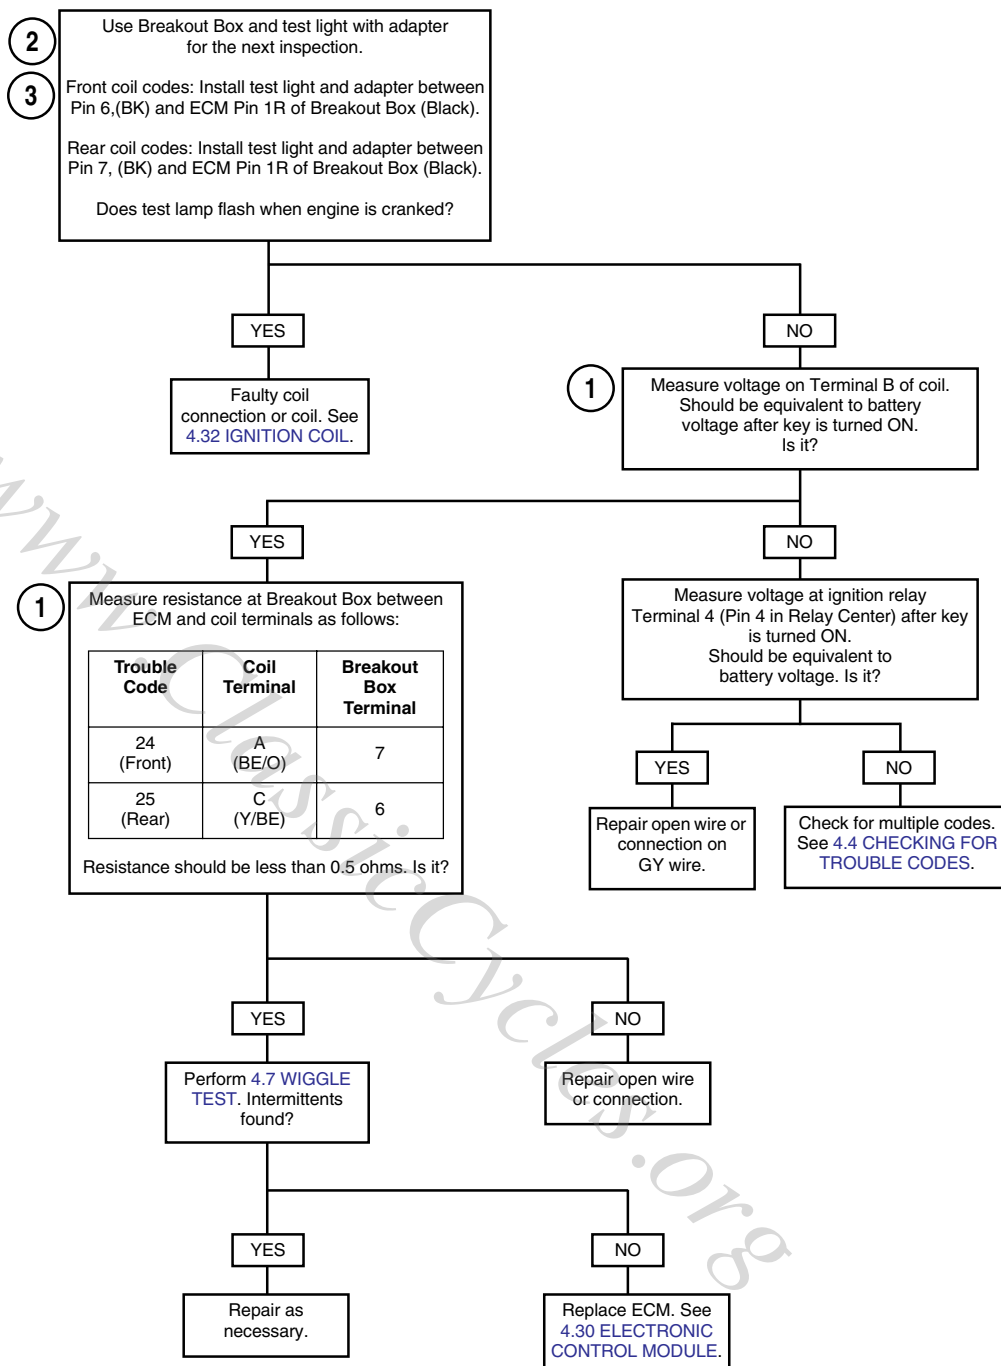 2
3
Use Breakout Box and test light with adapter
for the next inspection.
Front coil codes: Install test light and adapter between
Pin 6,(BK) and ECM Pin 1R of Breakout Box (Black).
Rear coil codes: Install test light and adapter between
Pin 7, (BK) and ECM Pin 1R of Breakout Box (Black).
Does test lamp flash when engine is cranked?
YES
NO
Faulty coil
connection or coil. See
4.32 IGNITION COIL.
1
Measure voltage on Terminal B of coil.
Should be equivalent to battery
voltage after key is turned ON.
Is it?
YES
NO
1
Measure resistance at Breakout Box between
ECM and coil terminals as follows:
Trouble Code
Coil Terminal
Breakout Box Terminal
24 (Front)
A (BE/O)
7
25 (Rear)
C (Y/BE)
6
Resistance should be less than 0.5 ohms. Is it?
Measure voltage at ignition relay
Terminal 4 (Pin 4 in Relay Center) after key
is turned ON.
Should be equivalent to
battery voltage. Is it?
YES
NO
Repair open wire or
connection on
GY wire.
Check for multiple codes.
See 4.4 CHECKING FOR
TROUBLE CODES.
YES
NO
Perform 4.7 WIGGLE
TEST. Intermittents
found?
Repair open wire
or connection.
YES
NO
Repair as
necessary.
Replace ECM. See
4.30 ELECTRONIC
CONTROL MODULE.
www.ClassicCycles.org